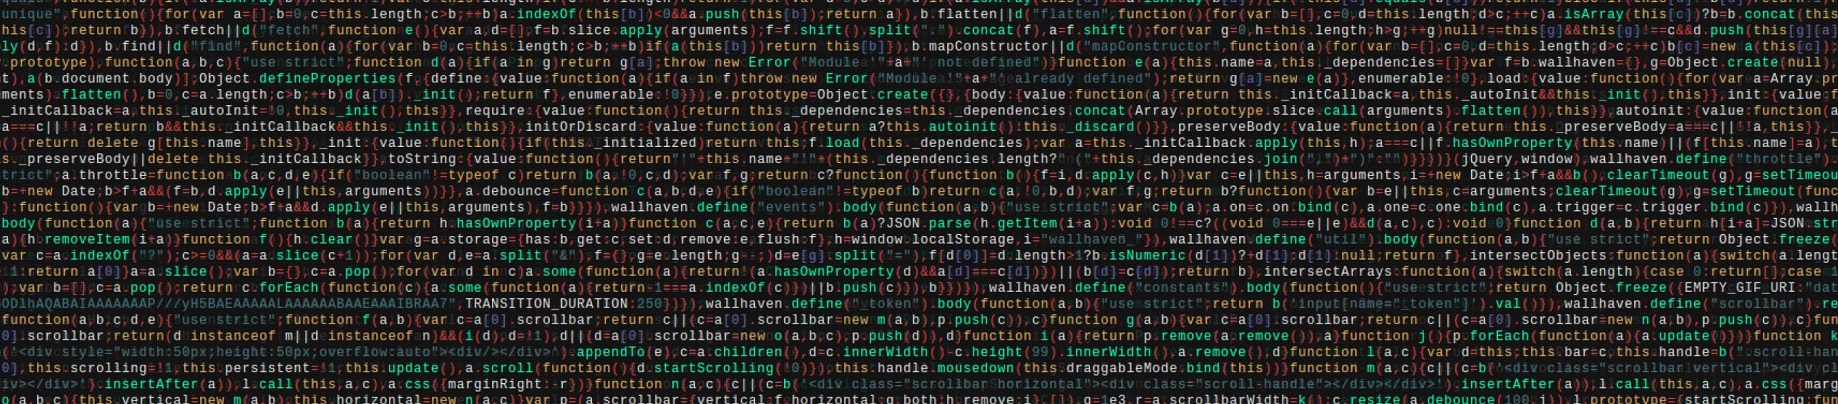 unique",function(){for(var a=[],b=0,c=this.length;c>b;++b)a.indexOf(this[b])<0&&a.push(this[b]);return a}),b.flatten||d("flatten",function(){for(var b=[],c=0,d=this.length;d>c;++c)a.isArray(this[c])?b=b.concat(this
this[c]);return b}),b.fetch||d("fetch",function e(){var a,d=[],f=b.slice.apply(arguments);f=f.shift().split(".").concat(f),a=f.shift();for(var g=0,h=this.length;h>g;++g)null!==this[g]&&this[g]!==c&&d.push(this[g][a]
ply(d,f):d}),b.find||d("find",function(a){for(var b=0,c=this.length;c>b;++b)if(a(this[b]))return this[b]}),b.mapConstructor||d("mapConstructor",function(a){for(var b=[],c=0,d=this.length;d>c;++c)b[c]=new a(this[c]);
.prototype),function(a,b,c){"use strict";function d(a){if(a in g)return g[a];throw new Error("Module '"+a+"' not defined")}function e(a){this.name=a,this._dependencies=[]}var f=b.wallhaven={},g=Object.create(null),
nt),a(b.document.body)];Object.defineProperties(f,{define:{value:function(a){if(a in f)throw new Error("Module '"+a+"' already defined");return g[a]=new e(a)},enumerable:!0},load:{value:function(){for(var a=Array.pr
ments).flatten(),b=0,c=a.length;c>b;++b)d(a[b])._init();return f},enumerable:!0}});e.prototype=Object.create({},{body:{value:function(a){return this._initCallback=a,this._autoInit&&this._init(),this}},init:{value:f
_initCallback=a,this._autoInit=!0,this._init(),this}},require:{value:function(){return this._dependencies=this._dependencies.concat(Array.prototype.slice.call(arguments).flatten()),this}},autoinit:{value:function(
a===c||!!a;return b&&this._initCallback&&this._init(),this}},initOrDiscard:{value:function(a){return a?this.autoinit():this._discard()}},preserveBody:{value:function(a){return this._preserveBody=a===c||!!a,this}},_
(){return delete g[this.name],this}},_init:{value:function(){if(this._initialized)return this;f.load(this._dependencies);var a=this._initCallback.apply(this,h);a===c||f.hasOwnProperty(this.name)||(f[this.name]=a),t
s._preserveBody||delete this._initCallback}},toString:{value:function(){return"["+this.name+"]"+(this._dependencies.length?"("+this._dependencies.join(",")+")":"")}}})}(jQuery,window),wallhaven.define("throttle").
strict";a.throttle=function b(a,c,d,e){if("boolean"!=typeof c)return b(a,!0,c,d);var f,g;return c?function(){function b(){f=i,d.apply(c,h)}var c=e||this,h=arguments,i=+new Date;i>f+a&&b(),clearTimeout(g),g=setTimeou
b=+new Date;b>f+a&&(f=b,d.apply(e||this,arguments))}},a.debounce=function c(a,b,d,e){if("boolean"!=typeof b)return c(a,!0,b,d);var f,g;return b?function(){var b=e||this,c=arguments;clearTimeout(g),g=setTimeout(func
}:function(){var b=+new Date;b>f+a&&d.apply(e||this,arguments),f=b}}}),wallhaven.define("events").body(function(a,b){"use strict";var c=b(a);a.on=c.on.bind(c),a.one=c.one.bind(c),a.trigger=c.trigger.bind(c)}),wallh
body(function(a){"use strict";function b(a){return h.hasOwnProperty(i+a)}function c(a,c,e){return b(a)?JSON.parse(h.getItem(i+a)):void 0!==c?((void 0===e||e)&&d(a,c),c):void 0}function d(a,b){return h[i+a]=JSON.str
a){h.removeItem(i+a)}function f(){h.clear()}var g=a.storage={has:b,get:c,set:d,remove:e,flush:f},h=window.localStorage,i="wallhaven_"}),wallhaven.define("util").body(function(a,b){"use strict";return Object.freeze(
var c=a.indexOf("?");c>=0&&(a=a.slice(c+1));for(var d,e=a.split("&"),f={},g=e.length;g--;)d=e[g].split("="),f[d[0]]=d.length>1?b.isNumeric(d[1])?+d[1]:d[1]:null;return f},intersectObjects:function(a){switch(a.lengt
1:return a[0]}a=a.slice();var b={},c=a.pop();for(var d in c)a.some(function(a){return!(a.hasOwnProperty(d)&&a[d]===c[d])})||(b[d]=c[d]);return b},intersectArrays:function(a){switch(a.length){case 0:return[];case 1
);var b=[],c=a.pop();return c.forEach(function(c){a.some(function(a){return-1===a.indexOf(c)})||b.push(c)}),b}})}),wallhaven.define("constants").body(function(){"use strict";return Object.freeze({EMPTY_GIF_URI:"dat
ODlhAQABAIAAAAAAAP///yH5BAEAAAAALAAAAAABAAEAAAIBRAA7",TRANSITION_DURATION:250})}),wallhaven.define("_token").body(function(a,b){"use strict";return b('input[name="_token"]').val()}),wallhaven.define("scrollbar").b
function(a,b,c,d,e){"use strict";function f(a,b){var c=a[0].scrollbar;return c||(c=a[0].scrollbar=new m(a,b),p.push(c)),c}function g(a,b){var c=a[0].scrollbar;return c||(c=a[0].scrollbar=new n(a,b),p.push(c)),c}fun
0].scrollbar;return(d instanceof m||d instanceof n)&&(i(d),d=!1),d||(d=a[0].scrollbar=new o(a,b,c),p.push(d)),d}function i(a){return p.remove(a.remove()),a}function j(){p.forEach(function(a){a.update()})}function k
b('<div style="width:50px;height:50px;overflow:auto"><div/></div>').appendTo(e),c=a.children(),d=c.innerWidth()-c.height(99).innerWidth(),a.remove(),d}function l(a,c){var d=this;this.bar=c,this.handle=b(".scroll-han
0],this.scrolling=!1,this.persistent=!1,this.update(),a.scroll(function(){d.startScrolling(!0)}),this.handle.mousedown(this.draggableMode.bind(this))}function m(a,c){c||(c=b('<div class="scrollbar vertical"><div cla
div></div>').insertAfter(a)),l.call(this,a,c),a.css({marginRight:-r})}function n(a,c){c||(c=b('<div class="scrollbar horizontal"><div class="scroll-handle"></div></div>').insertAfter(a)),l.call(this,a,c),a.css({marg
o(a,b,c){this.vertical=new m(a,b),this.horizontal=new n(a,c)}var p=(a.scrollbar={vertical:f,horizontal:g,both:h,remove:i},[]),q=1e3,r=a.scrollbarWidth=k();c.resize(a.debounce(100,j)),l.prototype={startScrolling:fun